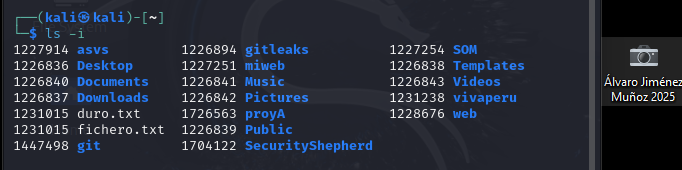 ┌──(kali㉿kali)-[~]
└─$ ls -i
1227914 asvs 1226894 gitleaks 1227254 SOM
1226836 Desktop 1227251 miweb 1226838 Templates
1226840 Documents 1226841 Music 1226843 Videos
1226837 Downloads 1226842 Pictures 1231238 vivaperu
1231015 duro.txt 1726563 proyA 1228676 web
1231015 fichero.txt 1226839 Public
1447498 git 1704122 SecurityShepherd
Álvaro Jiménez
Muñoz 2025